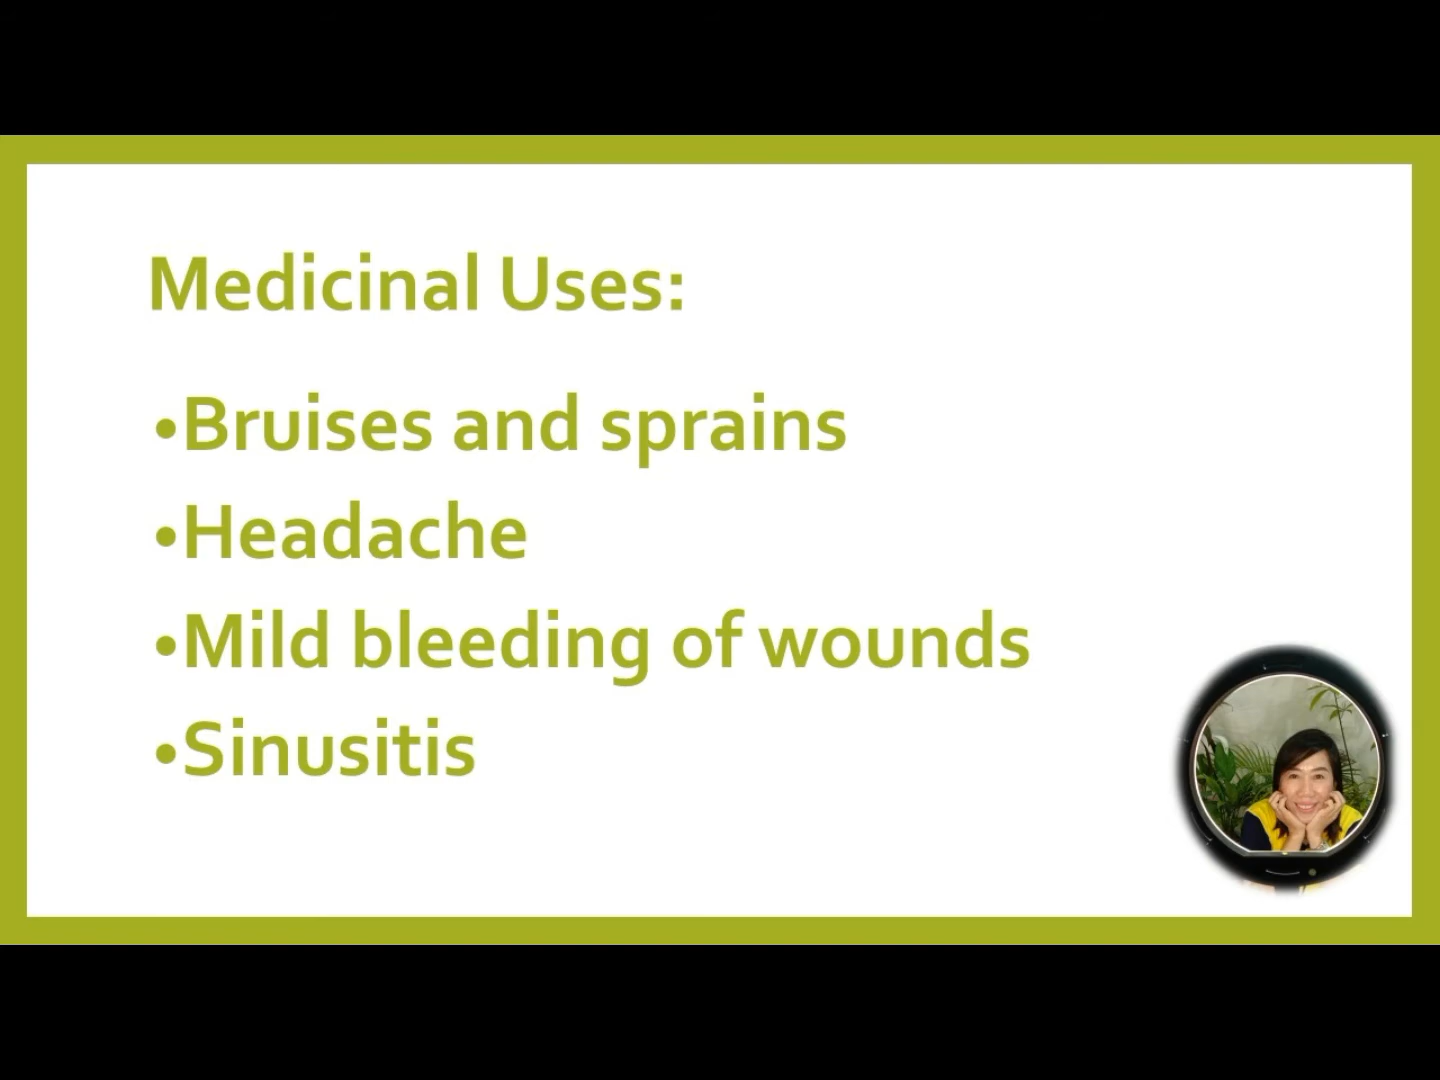 Medicinal Uses:
•Bruises and sprains
•Headache
•Mild bleeding of wounds
•Sinusitis